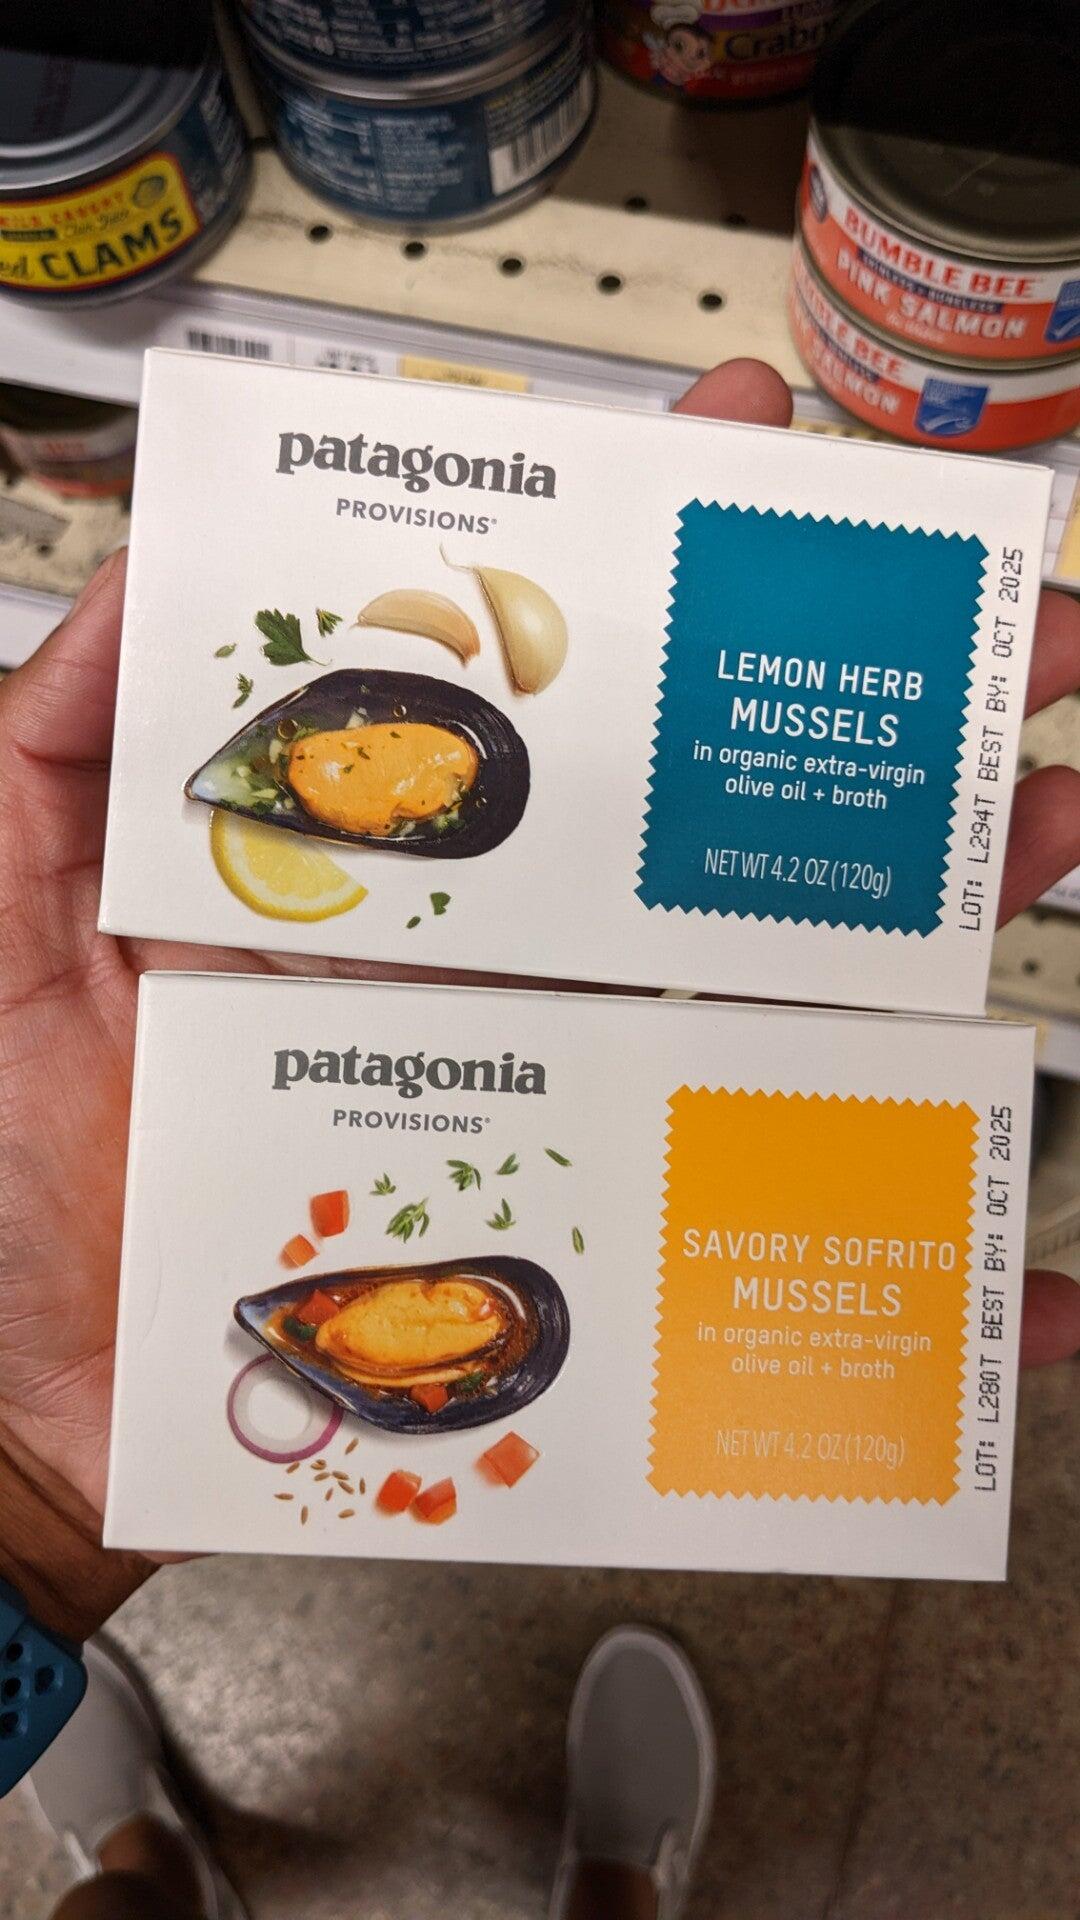 CLAMS
Crab
BUMBLE BEE
PINK SALMON
BEE
SALMON
patagonia
PROVISIONS®
LEMON HERB
MUSSELS
in organic extra-virgin
olive oil + broth
NET WT 4.2 OZ (120g)
LOT: L294T BEST BY: OCT 2025
patagonia
PROVISIONS®
SAVORY SOFRITO
MUSSELS
in organic extra-virgin
olive oil + broth
NET WT 4.2 OZ (120g)
LOT: L280T BEST BY: OCT 2025